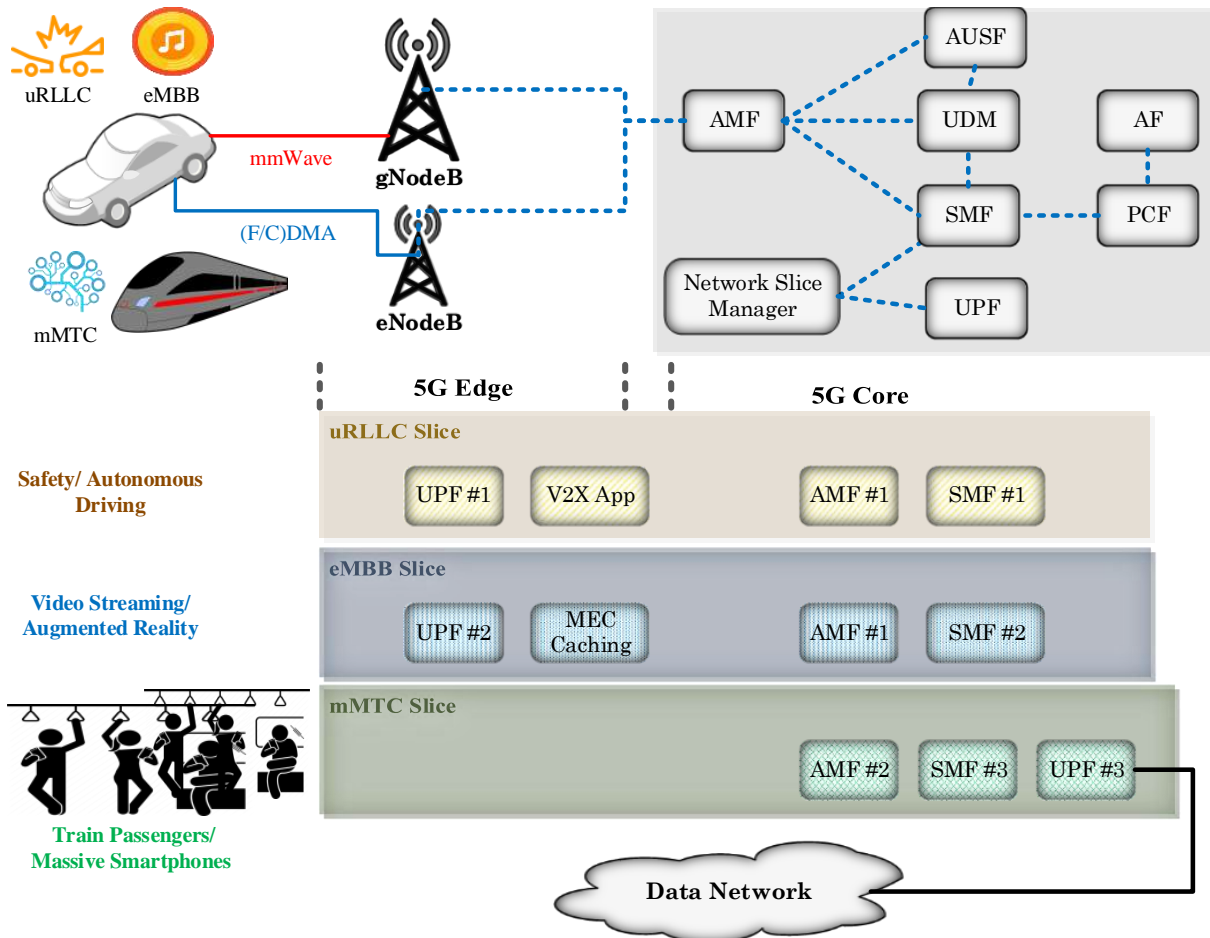 uRLLC
eMBB
mmWave
gNodeB
(F/C)DMA
eNodeB
mMTC
AUSF
AMF
UDM
AF
SMF
PCF
Network Slice
Manager
UPF
5G Edge
5G Core
uRLLC Slice
Safety/ Autonomous
Driving
UPF #1
V2X App
AMF #1
SMF #1
eMBB Slice
Video Streaming/
Augmented Reality
UPF #2
MEC
Caching
AMF #1
SMF #2
mMTC Slice
AMF #2
SMF #3
UPF #3
Train Passengers/
Massive Smartphones
Data Network